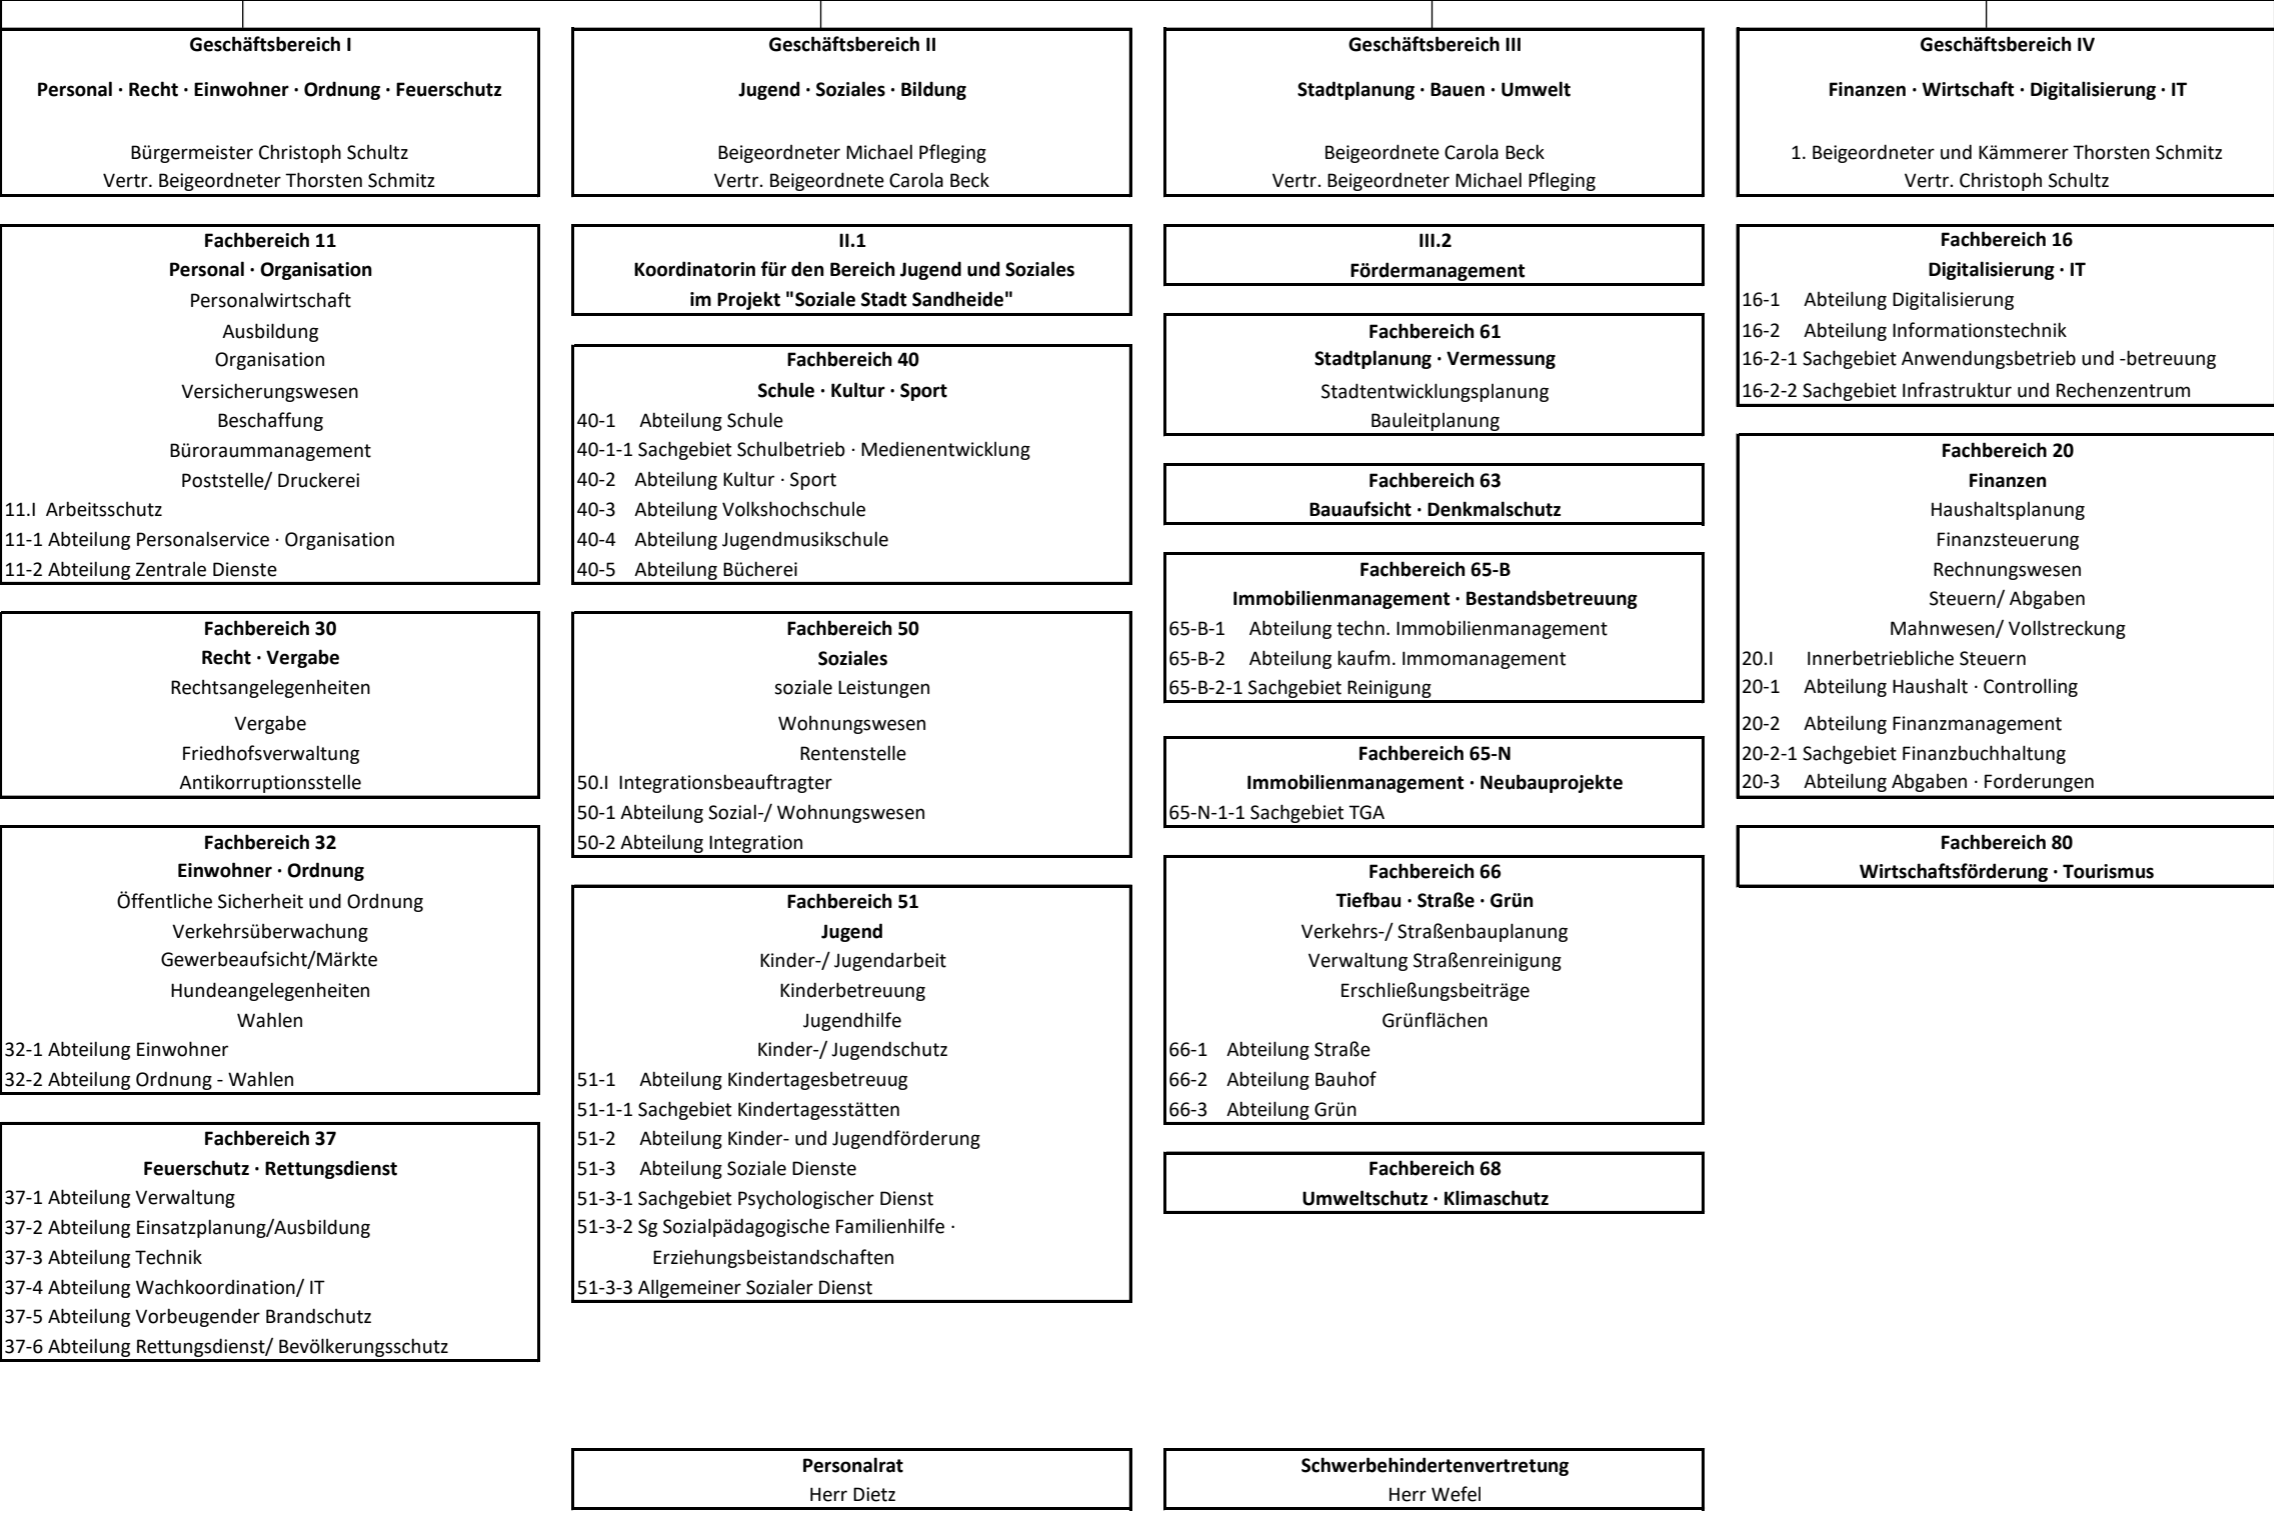 Geschäftsbereich I
Personal · Recht · Einwohner · Ordnung · Feuerschutz
Bürgermeister Christoph Schultz
Vertr. Beigeordneter Thorsten Schmitz
Fachbereich 11
Personal · Organisation
Personalwirtschaft
Ausbildung
Organisation
Versicherungswesen
Beschaffung
Büroraummanagement
Poststelle/ Druckerei
11.I Arbeitsschutz
11-1 Abteilung Personalservice · Organisation
11-2 Abteilung Zentrale Dienste
Fachbereich 30
Recht · Vergabe
Rechtsangelegenheiten
Vergabe
Friedhofsverwaltung
Antikorruptionsstelle
Fachbereich 32
Einwohner · Ordnung
Öffentliche Sicherheit und Ordnung
Verkehrsüberwachung
Gewerbeaufsicht/Märkte
Hundeangelegenheiten
Wahlen
32-1 Abteilung Einwohner
32-2 Abteilung Ordnung - Wahlen
Fachbereich 37
Feuerschutz · Rettungsdienst
37-1 Abteilung Verwaltung
37-2 Abteilung Einsatzplanung/Ausbildung
37-3 Abteilung Technik
37-4 Abteilung Wachkoordination/ IT
37-5 Abteilung Vorbeugender Brandschutz
37-6 Abteilung Rettungsdienst/ Bevölkerungsschutz
Geschäftsbereich II
Jugend · Soziales · Bildung
Beigeordneter Michael Pfleging
Vertr. Beigeordnete Carola Beck
II.1
Koordinatorin für den Bereich Jugend und Soziales
im Projekt "Soziale Stadt Sandheide"
Fachbereich 40
Schule · Kultur · Sport
40-1 Abteilung Schule
40-1-1 Sachgebiet Schulbetrieb · Medienentwicklung
40-2 Abteilung Kultur · Sport
40-3 Abteilung Volkshochschule
40-4 Abteilung Jugendmusikschule
40-5 Abteilung Bücherei
Fachbereich 50
Soziales
soziale Leistungen
Wohnungswesen
Rentenstelle
50.I Integrationsbeauftragter
50-1 Abteilung Sozial-/ Wohnungswesen
50-2 Abteilung Integration
Fachbereich 51
Jugend
Kinder-/ Jugendarbeit
Kinderbetreuung
Jugendhilfe
Kinder-/ Jugendschutz
51-1 Abteilung Kindertagesbetreuug
51-1-1 Sachgebiet Kindertagesstätten
51-2 Abteilung Kinder- und Jugendförderung
51-3 Abteilung Soziale Dienste
51-3-1 Sachgebiet Psychologischer Dienst
51-3-2 Sg Sozialpädagogische Familienhilfe ·
Erziehungsbeistandschaften
51-3-3 Allgemeiner Sozialer Dienst
Geschäftsbereich III
Stadtplanung · Bauen · Umwelt
Beigeordnete Carola Beck
Vertr. Beigeordneter Michael Pfleging
III.2
Fördermanagement
Fachbereich 61
Stadtplanung · Vermessung
Stadtentwicklungsplanung
Bauleitplanung
Fachbereich 63
Bauaufsicht · Denkmalschutz
Fachbereich 65-B
Immobilienmanagement · Bestandsbetreuung
65-B-1 Abteilung techn. Immobilienmanagement
65-B-2 Abteilung kaufm. Immomanagement
65-B-2-1 Sachgebiet Reinigung
Fachbereich 65-N
Immobilienmanagement · Neubauprojekte
65-N-1-1 Sachgebiet TGA
Fachbereich 66
Tiefbau · Straße · Grün
Verkehrs-/ Straßenbauplanung
Verwaltung Straßenreinigung
Erschließungsbeiträge
Grünflächen
66-1 Abteilung Straße
66-2 Abteilung Bauhof
66-3 Abteilung Grün
Fachbereich 68
Umweltschutz · Klimaschutz
Geschäftsbereich IV
Finanzen · Wirtschaft · Digitalisierung · IT
1. Beigeordneter und Kämmerer Thorsten Schmitz
Vertr. Christoph Schultz
Fachbereich 16
Digitalisierung · IT
16-1 Abteilung Digitalisierung
16-2 Abteilung Informationstechnik
16-2-1 Sachgebiet Anwendungsbetrieb und -betreuung
16-2-2 Sachgebiet Infrastruktur und Rechenzentrum
Fachbereich 20
Finanzen
Haushaltsplanung
Finanzsteuerung
Rechnungswesen
Steuern/ Abgaben
Mahnwesen/ Vollstreckung
20.I Innerbetriebliche Steuern
20-1 Abteilung Haushalt · Controlling
20-2 Abteilung Finanzmanagement
20-2-1 Sachgebiet Finanzbuchhaltung
20-3 Abteilung Abgaben · Forderungen
Fachbereich 80
Wirtschaftsförderung · Tourismus
Personalrat
Herr Dietz
Schwerbehindertenvertretung
Herr Wefel